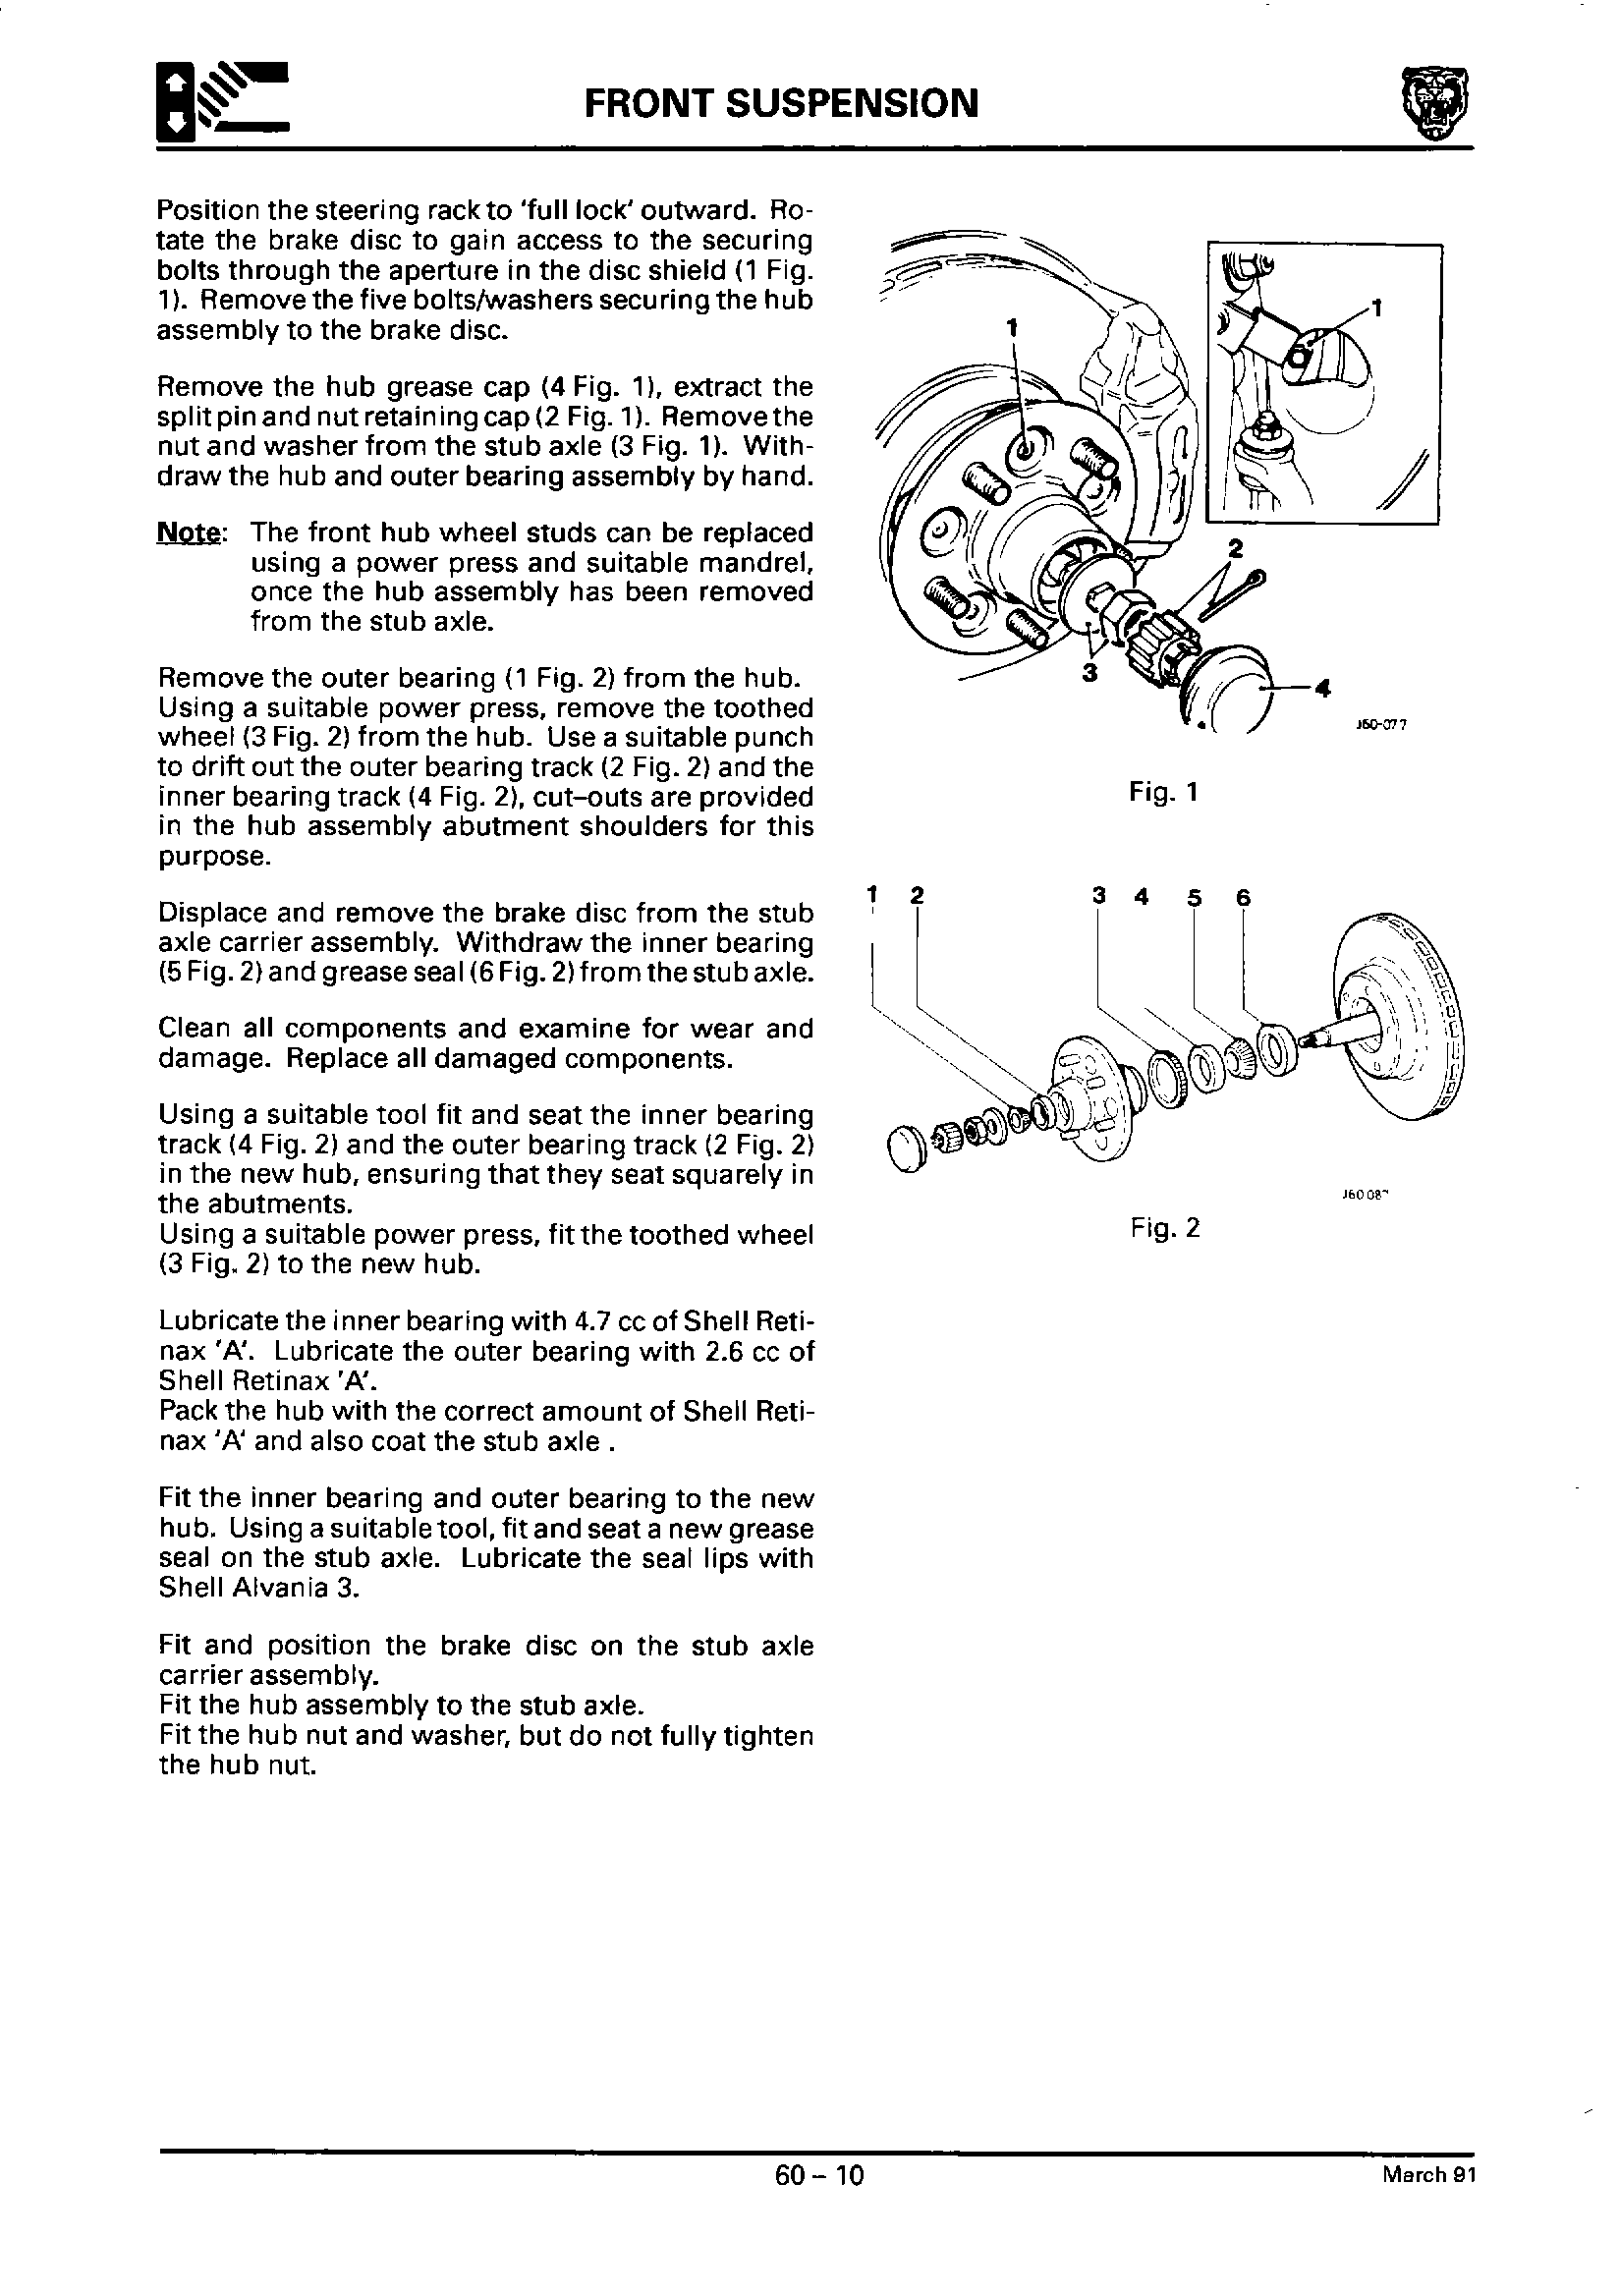 FRONT SUSPENSION
Position the steering rack to 'full lock' outward. Ro-
tate the brake disc to gain access to the securing
bolts through the aperture in the disc shield (1 Fig.
1). Remove the five bolts/washers securing the hub
assembly to the brake disc.
Remove the hub grease cap (4 Fig. 1), extract the
split pin and nut retaining cap (2 Fig. 1). Remove the
nut and washer from the stub axle (3 Fig. 1). With-
draw the hub and outer bearing assembly by hand.
Note: The front hub wheel studs can be replaced
using a power press and suitable mandrel,
once the hub assembly has been removed
from the stub axle.
Remove the outer bearing (1 Fig. 2) from the hub.
Using a suitable power press, remove the toothed
wheel (3 Fig. 2) from the hub. Use a suitable punch
to drift out the outer bearing track (2 Fig. 2) and the
inner bearing track (4 Fig. 2), cut-outs are provided
in the hub assembly abutment shoulders for this
purpose.
Displace and remove the brake disc from the stub
axle carrier assembly. Withdraw the inner bearing
(5 Fig. 2) and grease seal (6 Fig. 2) from the stub axle.
Clean all components and examine for wear and
damage. Replace all damaged components.
Using a suitable tool fit and seat the inner bearing
track (4 Fig. 2) and the outer bearing track (2 Fig. 2)
in the new hub, ensuring that they seat squarely in
the abutments.
Using a suitable power press, fit the toothed wheel
(3 Fig. 2) to the new hub.
Lubricate the inner bearing with 4.7 cc of Shell Reti-
nax 'A'. Lubricate the outer bearing with 2.6 cc of
Shell Retinax 'A'.
Pack the hub with the correct amount of Shell Reti-
nax 'A' and also coat the stub axle .
Fit the inner bearing and outer bearing to the new
hub. Using a suitable tool, fit and seat a new grease
seal on the stub axle. Lubricate the seal lips with
Shell Alvania 3.
Fit and position the brake disc on the stub axle
carrier assembly.
Fit the hub assembly to the stub axle.
Fit the hub nut and washer, but do not fully tighten
the hub nut.
1
1
2
3
4
J60-077
Fig. 1
1 2 3 4 5 6
Fig. 2
60 – 10
March 91